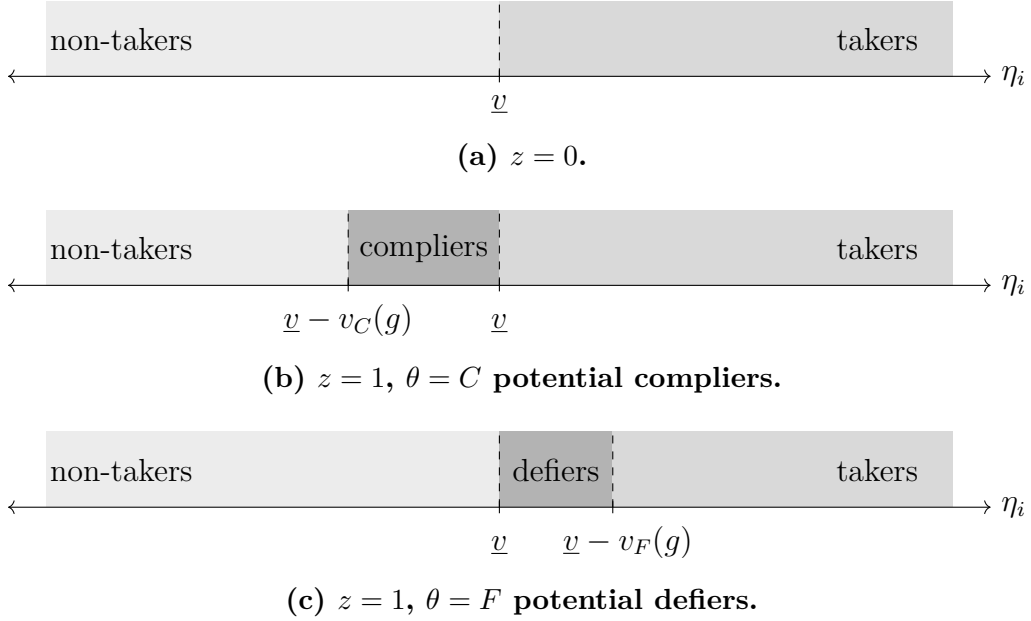 non-takers takers
η_i
v̲
(a) z = 0.
non-takers compliers takers
η_i
v̲ − v_C(g) v̲
(b) z = 1, θ = C potential compliers.
non-takers defiers takers
η_i
v̲ v̲ − v_F(g)
(c) z = 1, θ = F potential defiers.